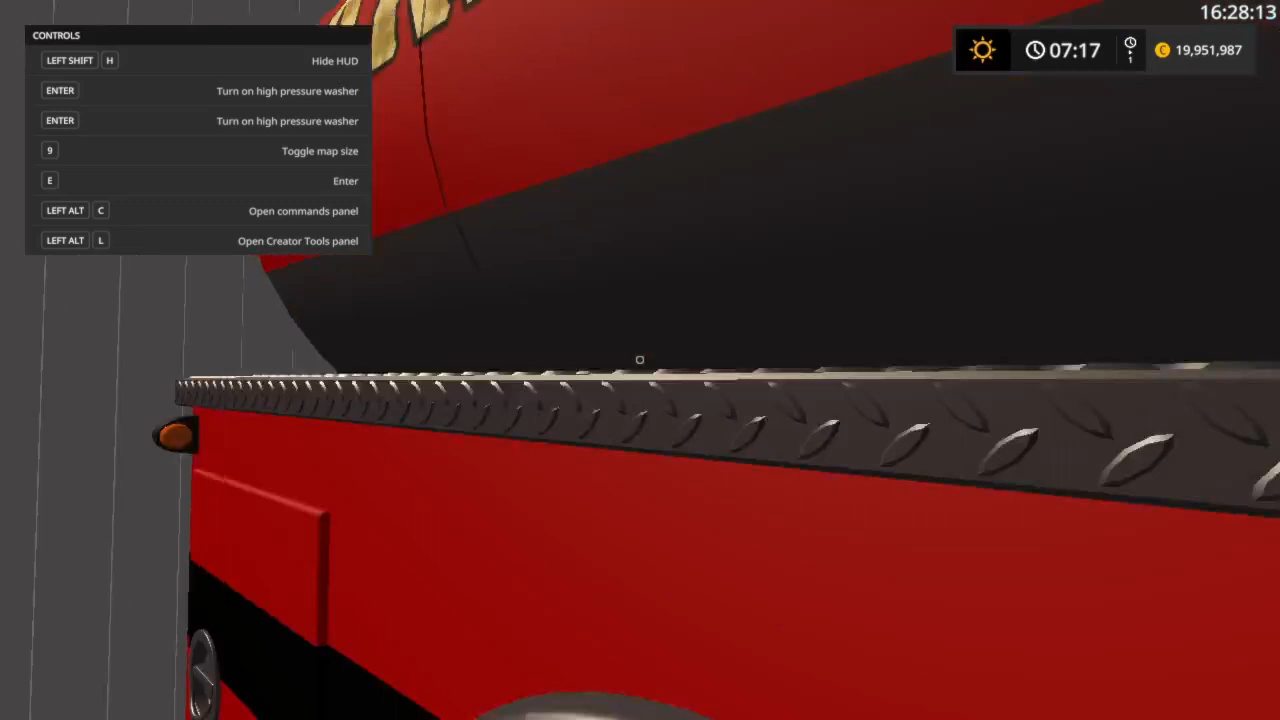 16:28:13
CONTROLS
LEFT SHIFT H Hide HUD
ENTER Turn on high pressure washer
ENTER Turn on high pressure washer
9 Toggle map size
E Enter
LEFT ALT C Open commands panel
LEFT ALT L Open Creator Tools panel
07:17 1 C 19,951,987